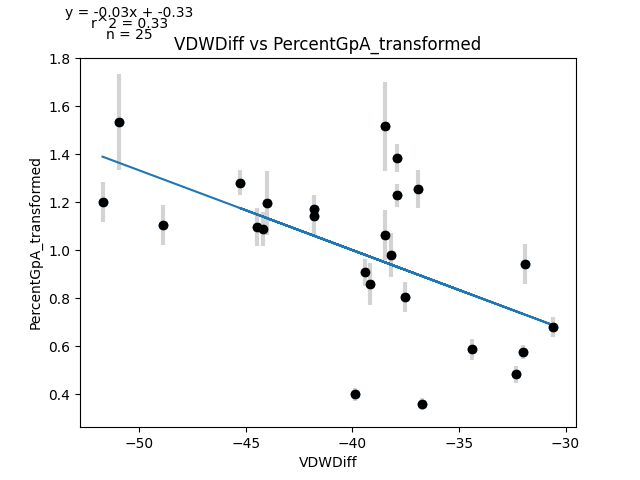 y = -0.03x + -0.33
r^2 = 0.33
n = 25
VDWDiff vs PercentGpA_transformed
1.8
1.6
1.4
1.2
1.0
0.8
0.6
0.4
PercentGpA_transformed
−50
−45
−40
−35
−30
VDWDiff